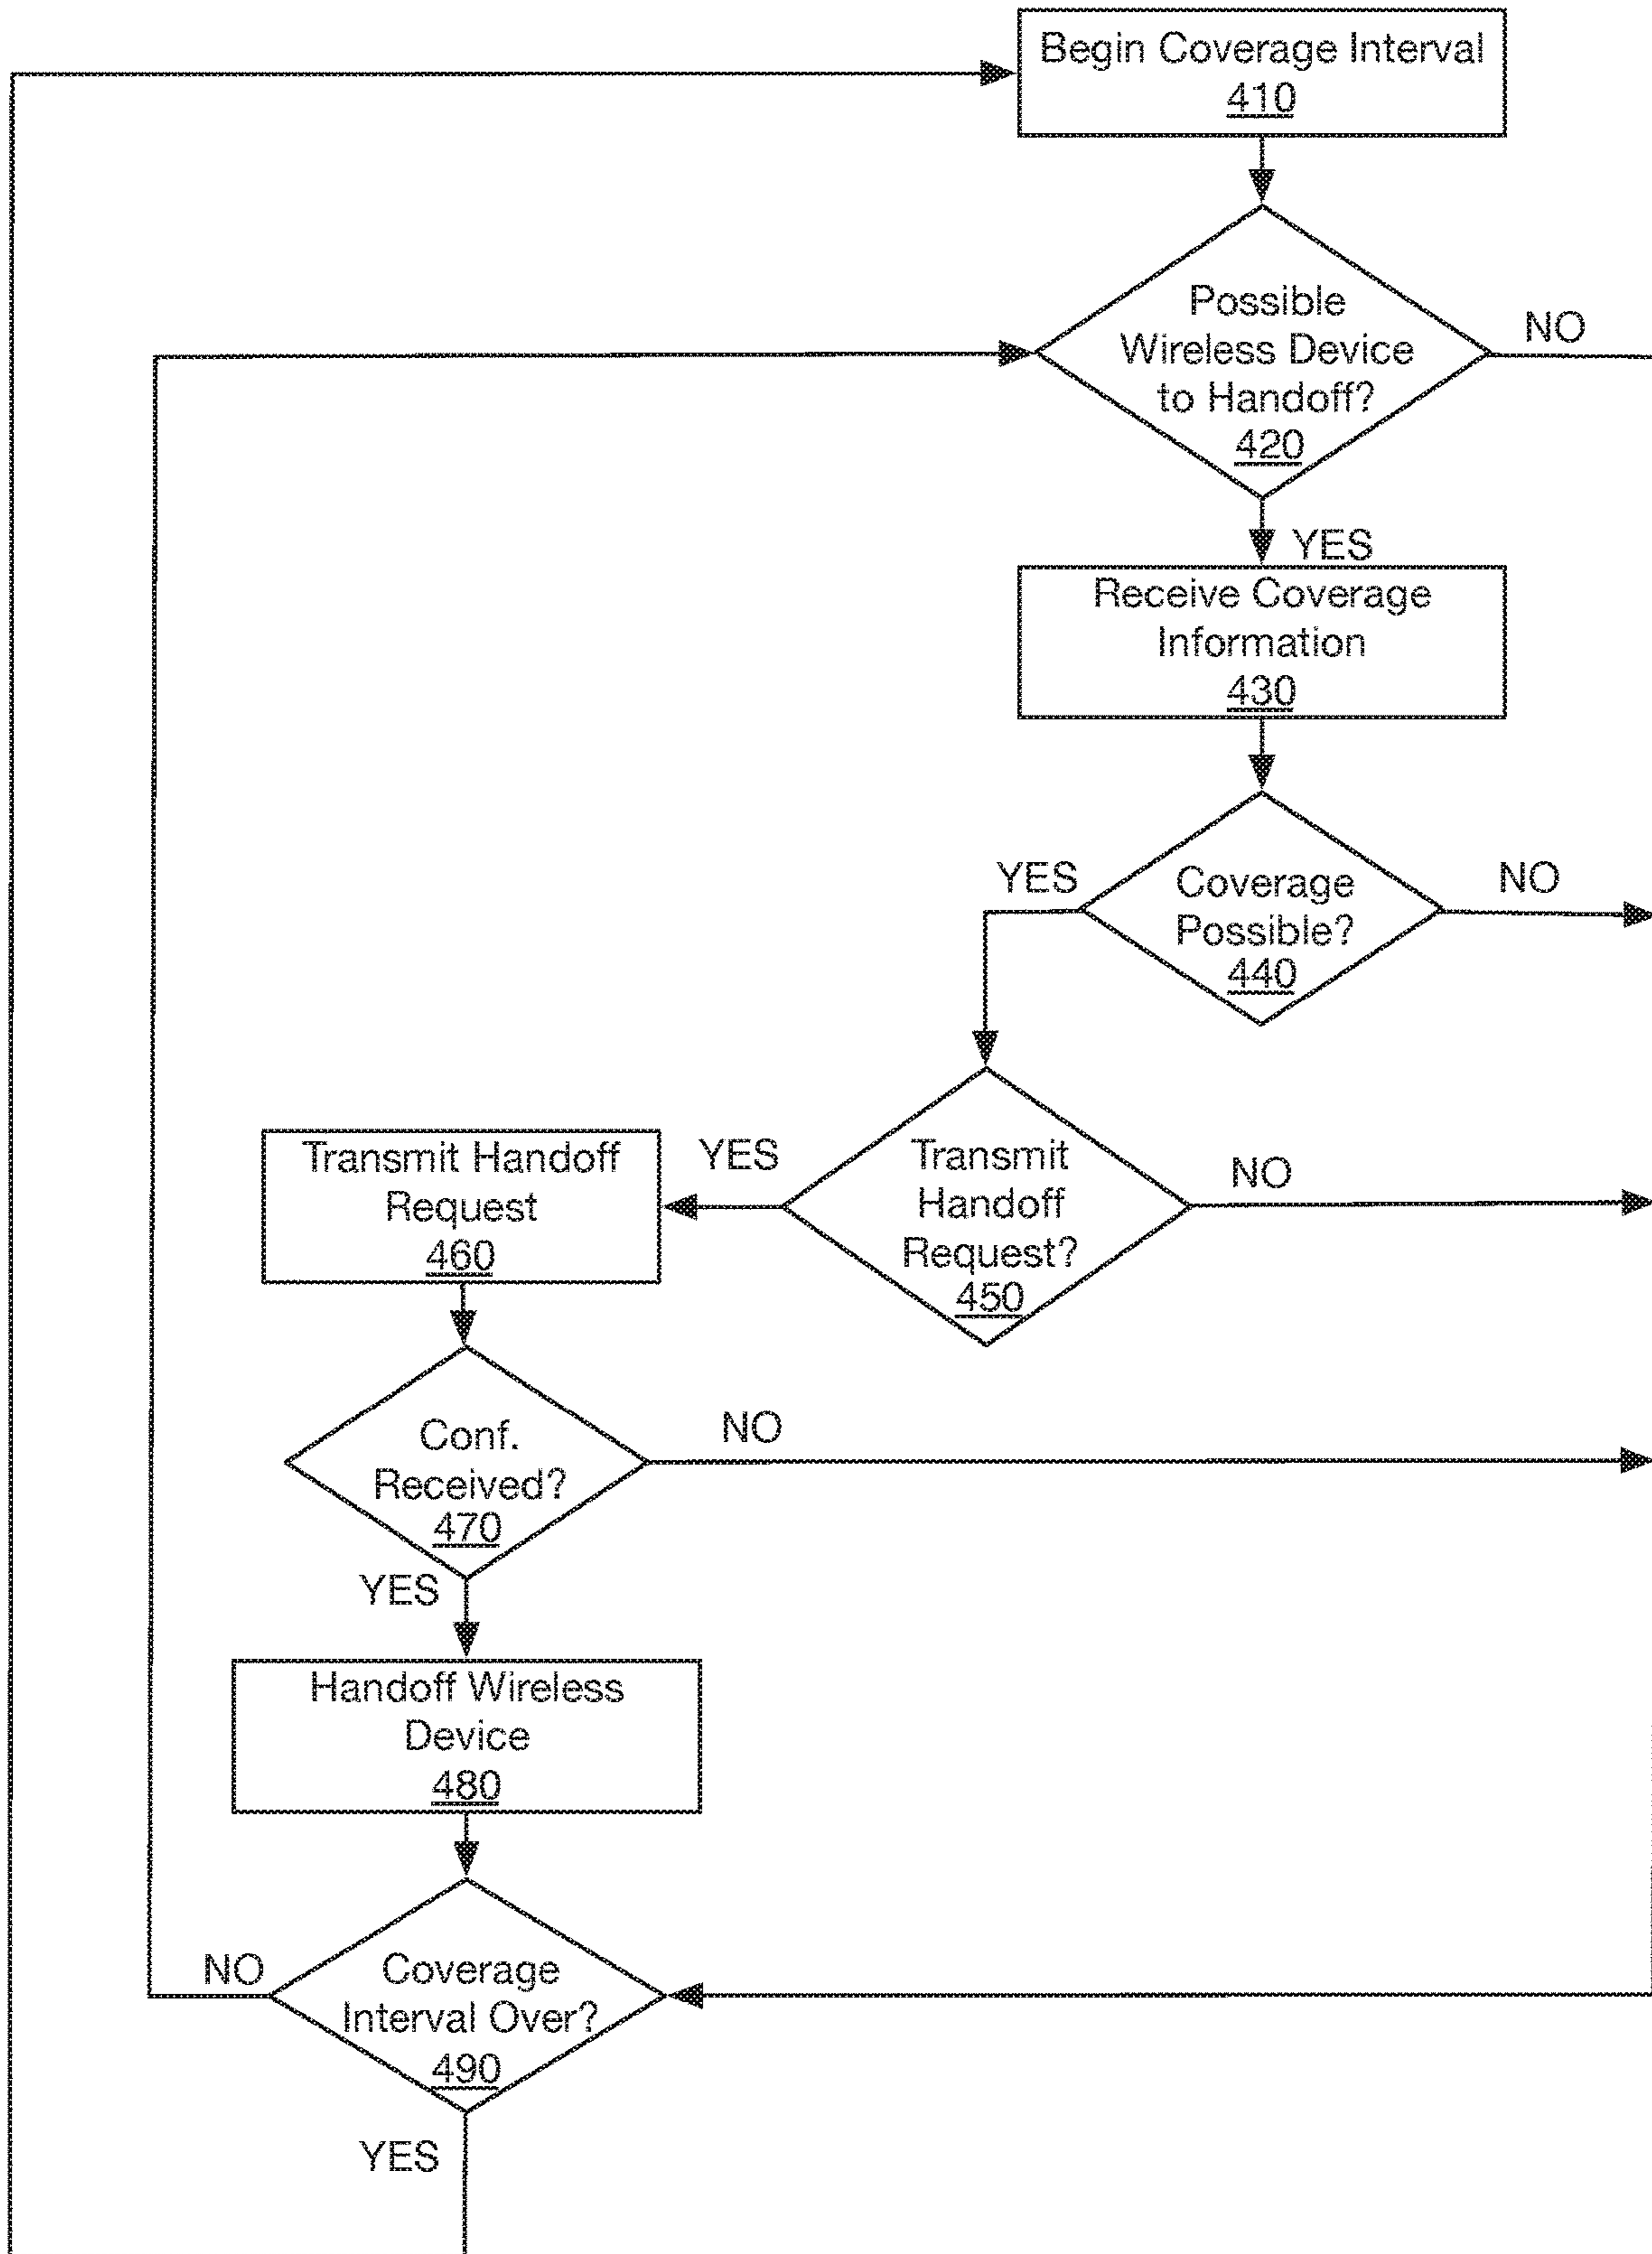 Begin Coverage Interval
410
Possible
Wireless Device
to Handoff?
420
NO
YES
Receive Coverage
Information
430
YES
Coverage
Possible?
440
NO
Transmit Handoff
Request
460
YES
Transmit
Handoff
Request?
450
NO
Conf.
Received?
470
NO
YES
Handoff Wireless
Device
480
NO
Coverage
Interval Over?
490
YES